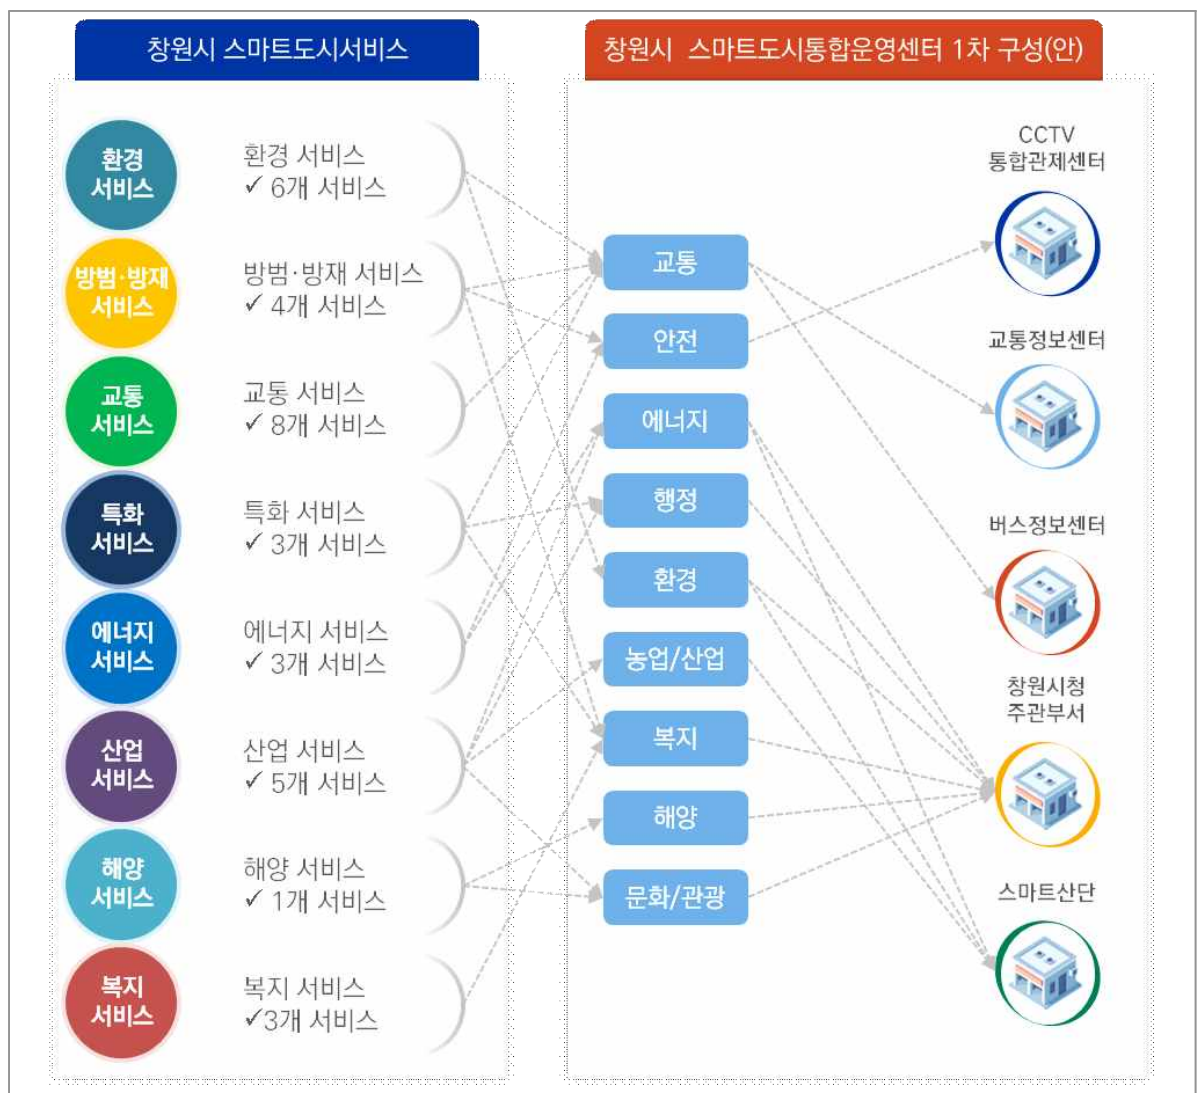 창원시 스마트도시서비스
환경
서비스
환경 서비스
✓ 6개 서비스
방범·방재
서비스
방범·방재 서비스
✓ 4개 서비스
교통
서비스
교통 서비스
✓ 8개 서비스
특화
서비스
특화 서비스
✓ 3개 서비스
에너지
서비스
에너지 서비스
✓ 3개 서비스
산업
서비스
산업 서비스
✓ 5개 서비스
해양
서비스
해양 서비스
✓ 1개 서비스
복지
서비스
복지 서비스
✓3개 서비스
창원시 스마트도시통합운영센터 1차 구성(안)
교통
안전
에너지
행정
환경
농업/산업
복지
해양
문화/관광
CCTV
통합관제센터
교통정보센터
버스정보센터
창원시청
주관부서
스마트산단